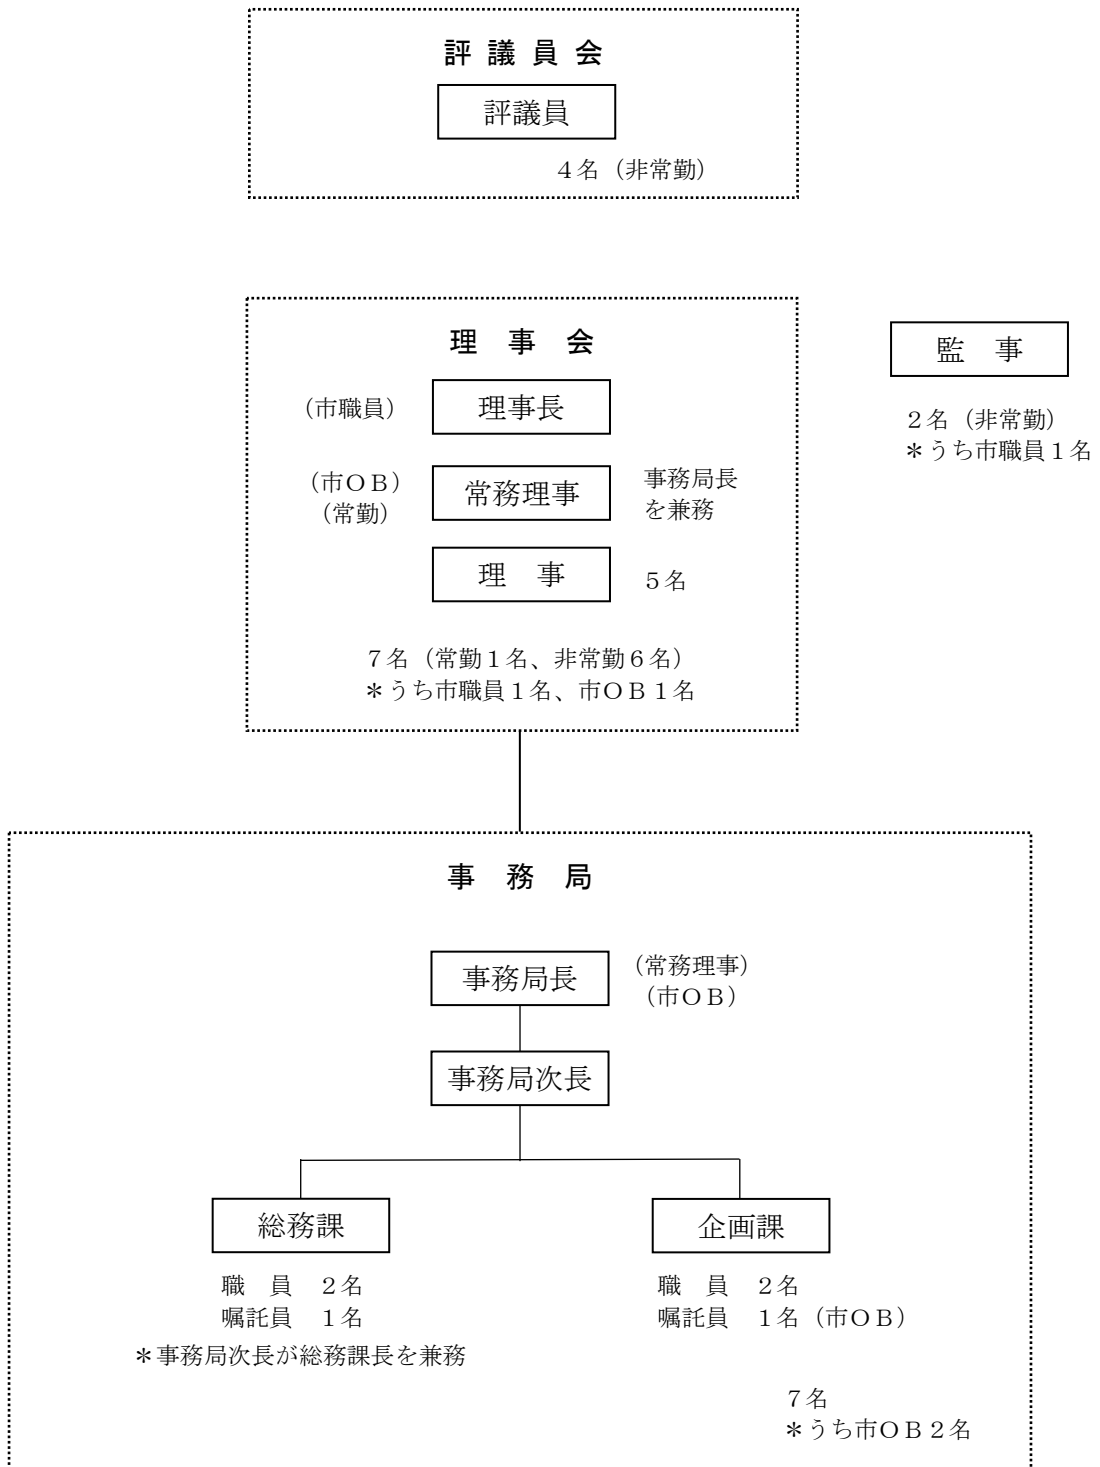 評議員会
評議員
４名（非常勤）
理　事　会
監　事
（市職員）
理事長
２名（非常勤）
＊うち市職員１名
（市ＯＢ）
（常勤）
常務理事
事務局長
を兼務
理　事
５名
７名（常勤１名、非常勤６名）
＊うち市職員１名、市ＯＢ１名
事　務　局
事務局長
（常務理事）
（市ＯＢ）
事務局次長
総務課
企画課
職　員　２名
嘱託員　１名
＊事務局次長が総務課長を兼務
職　員　２名
嘱託員　１名（市ＯＢ）
７名
＊うち市ＯＢ２名